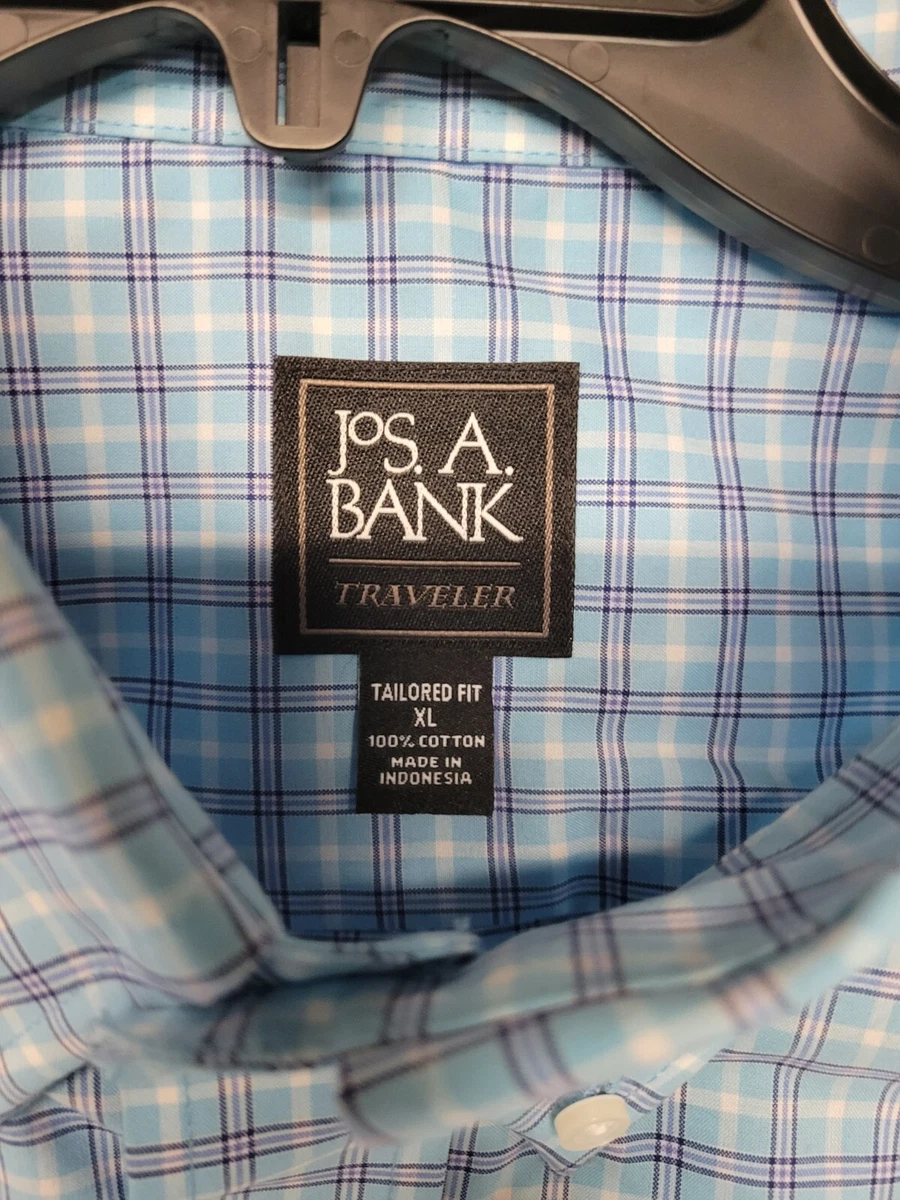 Jos. A.
BANK
TRAVELER
TAILORED FIT
XL
100% COTTON
MADE IN
INDONESIA